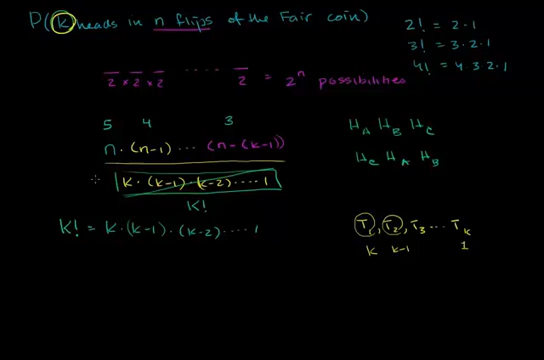 P(k heads in n flips of the fair coin)
2! = 2·1
3! = 3·2·1
4! = 4·3·2·1
2 × 2 × 2 .... 2 = 2ⁿ possibilities
5 4 3
n · (n-1) ... (n-(k-1))
k · (k-1) · (k-2) .... 1
k!
k! = k · (k-1) · (k-2) .... 1
H_A H_B H_C
H_C H_A H_B
T₁, T₂, T₃ ... T_k
k k-1 1